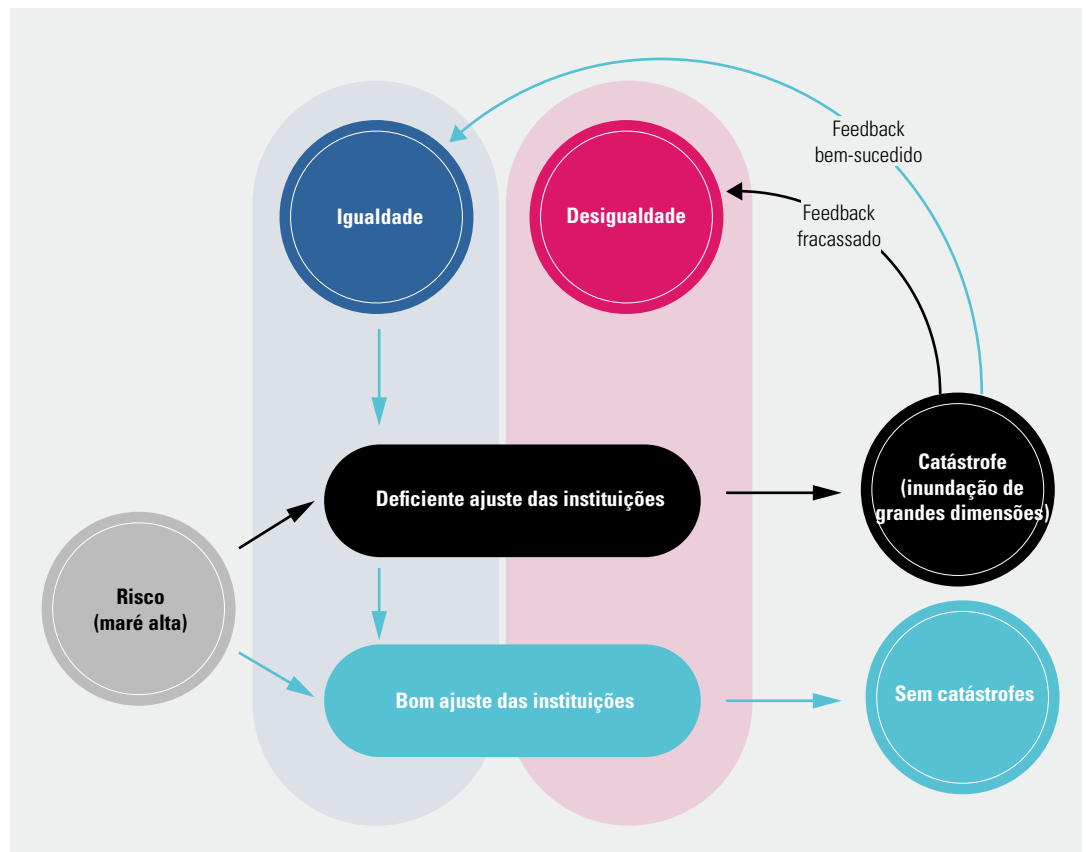 Feedback
bem-sucedido
Igualdade
Desigualdade
Feedback
fracassado
Catástrofe
(inundação de
grandes dimensões)
Deficiente ajuste das instituições
Risco
(maré alta)
Bom ajuste das instituições
Sem catástrofes